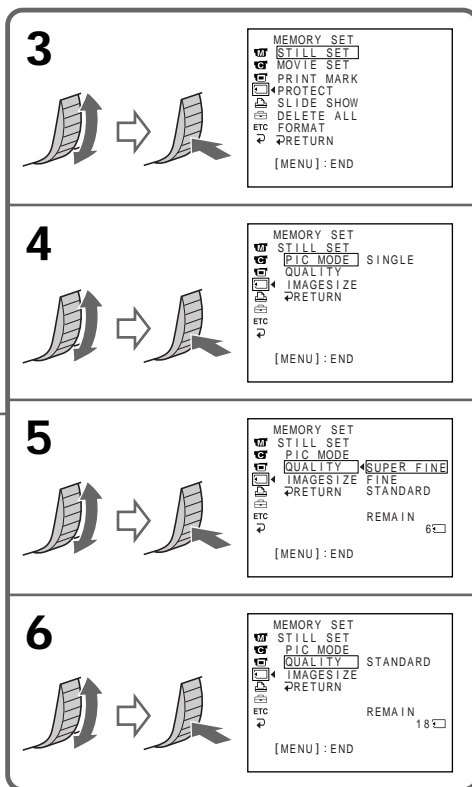 3
MEMORY SET
STILL SET
MOVIE SET
PRINT MARK
PROTECT
SLIDE SHOW
DELETE ALL
ETC FORMAT
RETURN
[MENU] : END
4
MEMORY SET
STILL SET
PIC MODE SINGLE
QUALITY
IMAGESIZE
RETURN
ETC
[MENU] : END
5
MEMORY SET
STILL SET
PIC MODE
QUALITY SUPER FINE
IMAGESIZE FINE
RETURN STANDARD
ETC REMAIN
6
[MENU] : END
6
MEMORY SET
STILL SET
PIC MODE
QUALITY STANDARD
IMAGESIZE
RETURN
ETC REMAIN
18
[MENU] : END